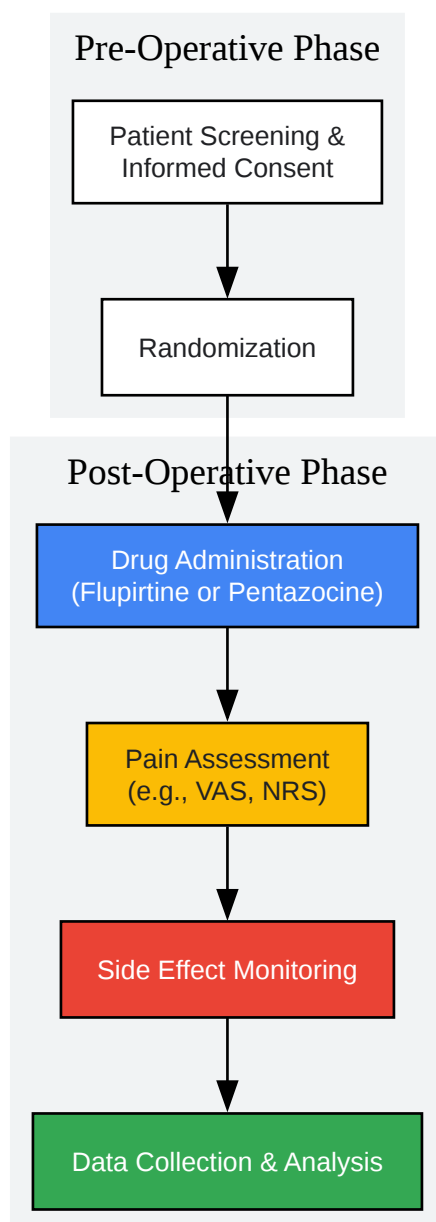 Pre-Operative Phase
Patient Screening &
Informed Consent
Randomization
Post-Operative Phase
Drug Administration
(Flupirtine or Pentazocine)
Pain Assessment
(e.g., VAS, NRS)
Side Effect Monitoring
Data Collection & Analysis